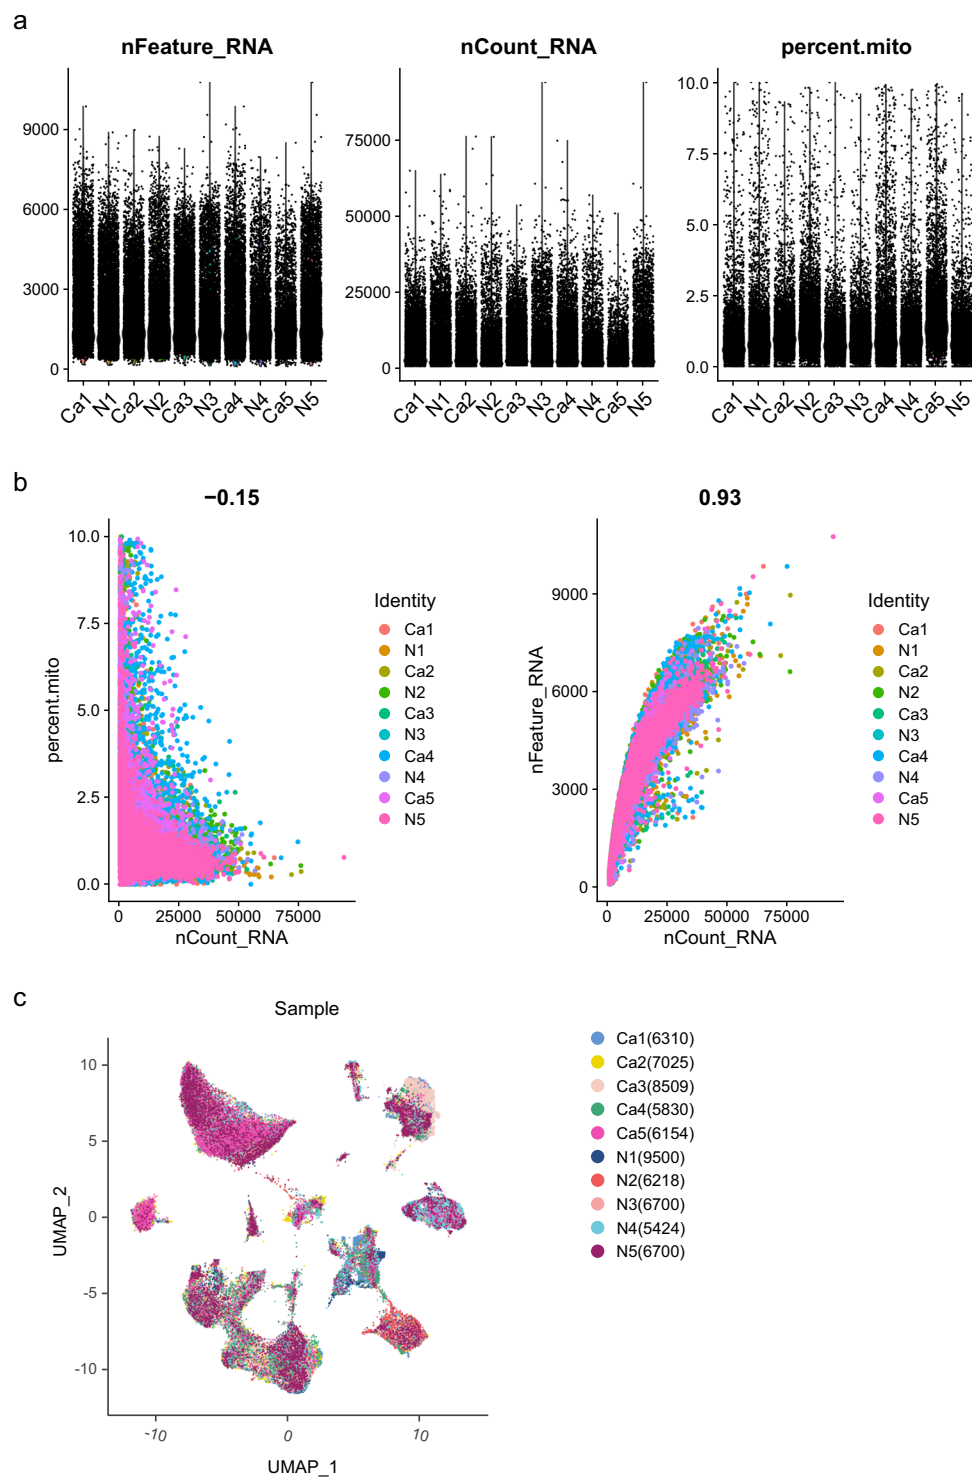 a
nFeature_RNA
nCount_RNA
percent.mito
9000
6000
3000
0
75000
50000
25000
0
10.0
7.5
5.0
2.5
0.0
Ca1 N1 Ca2 N2 Ca3 N3 Ca4 N4 Ca5 N5
Ca1 N1 Ca2 N2 Ca3 N3 Ca4 N4 Ca5 N5
Ca1 N1 Ca2 N2 Ca3 N3 Ca4 N4 Ca5 N5
b
−0.15
percent.mito
10.0
7.5
5.0
2.5
0.0
0 25000 50000 75000
nCount_RNA
Identity
Ca1
N1
Ca2
N2
Ca3
N3
Ca4
N4
Ca5
N5
0.93
nFeature_RNA
9000
6000
3000
0
0 25000 50000 75000
nCount_RNA
Identity
Ca1
N1
Ca2
N2
Ca3
N3
Ca4
N4
Ca5
N5
c
Sample
UMAP_2
10
5
0
-5
-10
-10 0 10
UMAP_1
Ca1(6310)
Ca2(7025)
Ca3(8509)
Ca4(5830)
Ca5(6154)
N1(9500)
N2(6218)
N3(6700)
N4(5424)
N5(6700)